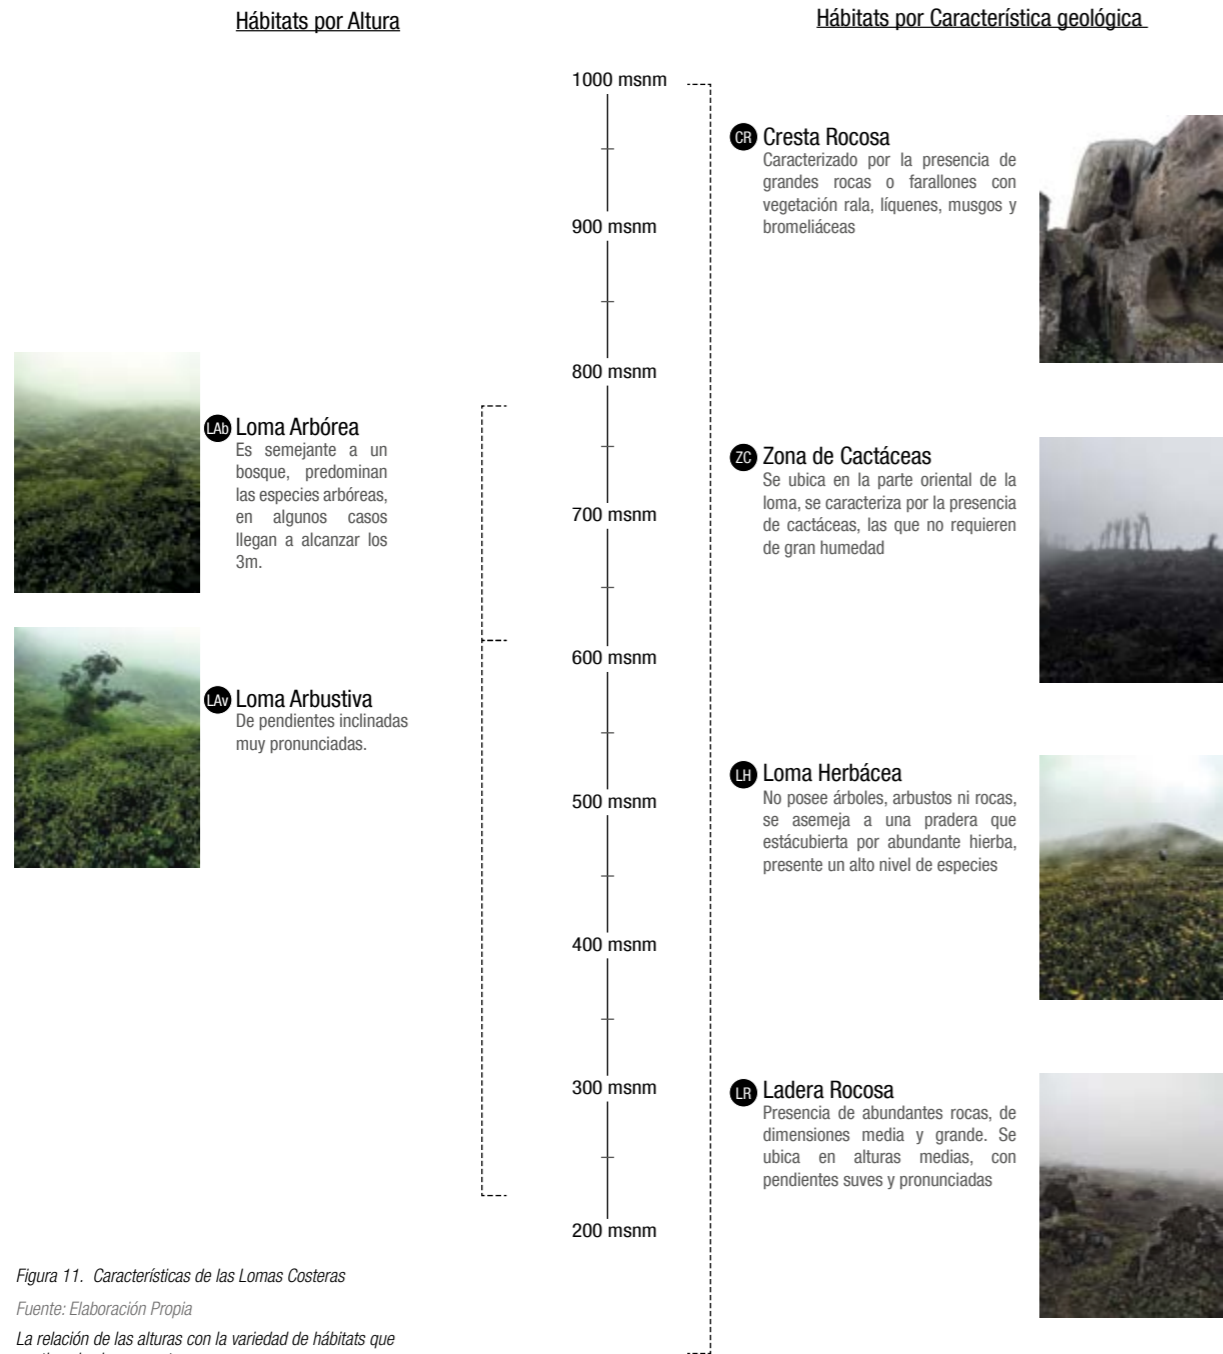 Hábitats por Altura
Hábitats por Característica geológica
1000 msnm
900 msnm
800 msnm
700 msnm
600 msnm
500 msnm
400 msnm
300 msnm
200 msnm
LAb Loma Arbórea
Es semejante a un
bosque, predominan
las especies arbóreas,
en algunos casos
llegan a alcanzar los
3m.
LAv Loma Arbustiva
De pendientes inclinadas
muy pronunciadas.
CR Cresta Rocosa
Caracterizado por la presencia de
grandes rocas o farallones con
vegetación rala, líquenes, musgos y
bromeliáceas
ZC Zona de Cactáceas
Se ubica en la parte oriental de la
loma, se caracteriza por la presencia
de cactáceas, las que no requieren
de gran humedad
LH Loma Herbácea
No posee árboles, arbustos ni rocas,
se asemeja a una pradera que
estácubierta por abundante hierba,
presente un alto nivel de especies
LR Ladera Rocosa
Presencia de abundantes rocas, de
dimensiones media y grande. Se
ubica en alturas medias, con
pendientes suves y pronunciadas
Figura 11. Características de las Lomas Costeras
Fuente: Elaboración Propia
La relación de las alturas con la variedad de hábitats que